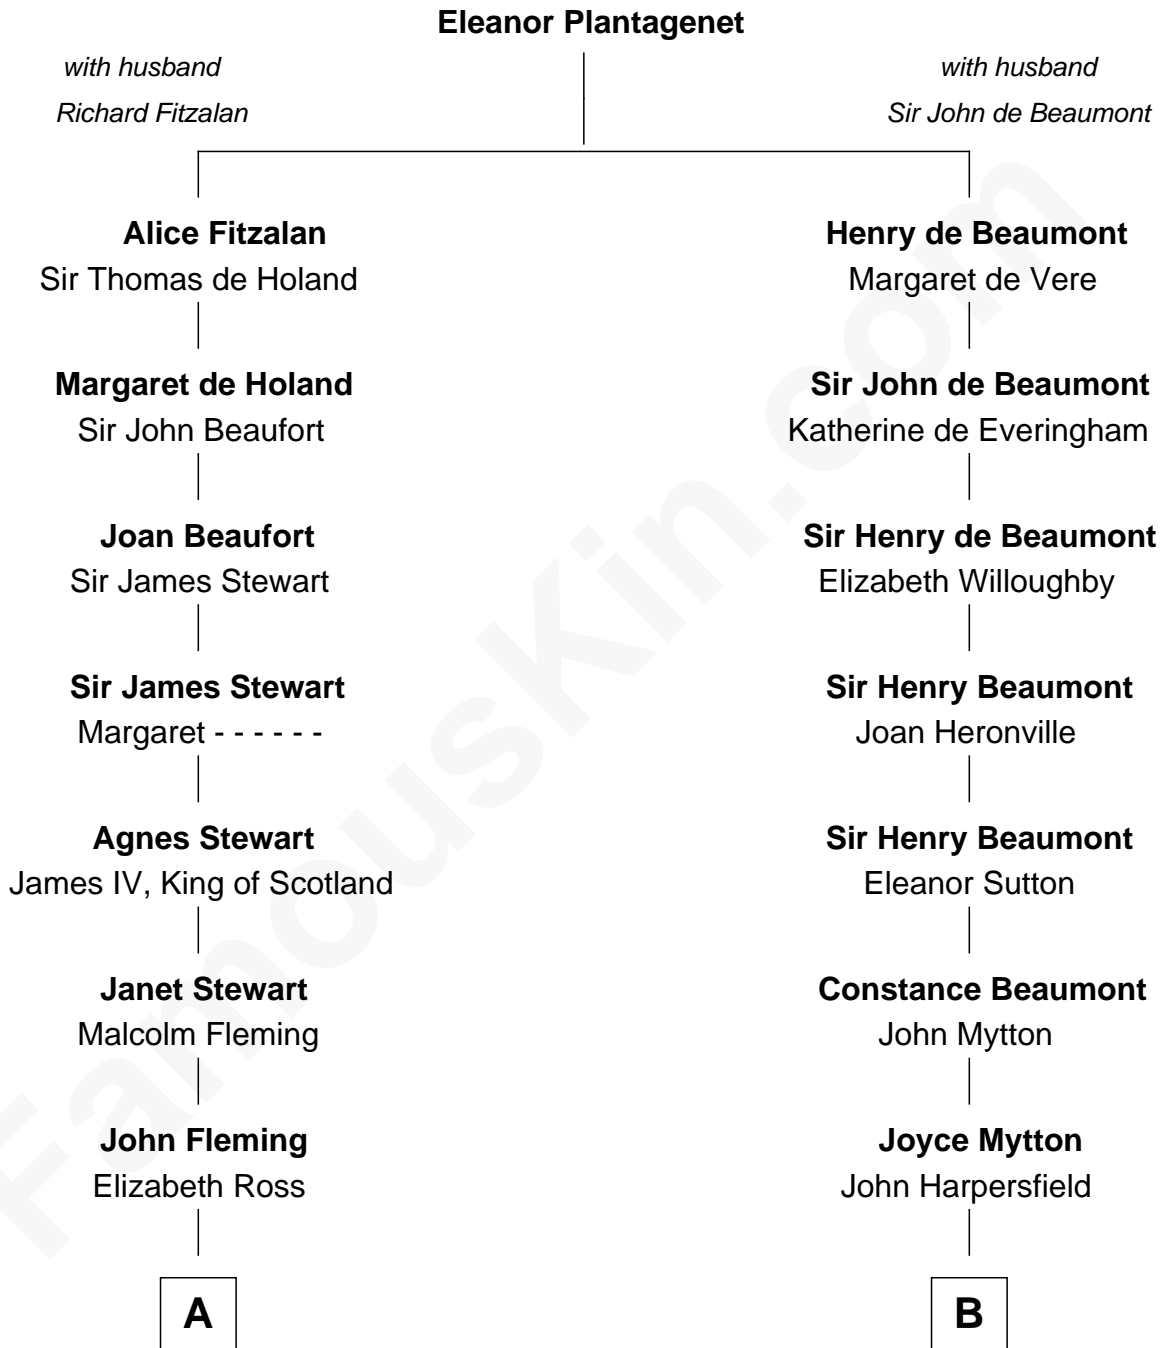 Eleanor Plantagenet
with husband
Richard Fitzalan
with husband
Sir John de Beaumont
Alice Fitzalan
Sir Thomas de Holand
Henry de Beaumont
Margaret de Vere
Margaret de Holand
Sir John Beaufort
Sir John de Beaumont
Katherine de Everingham
Joan Beaufort
Sir James Stewart
Sir Henry de Beaumont
Elizabeth Willoughby
Sir James Stewart
Margaret - - - - - -
Sir Henry Beaumont
Joan Heronville
Agnes Stewart
James IV, King of Scotland
Sir Henry Beaumont
Eleanor Sutton
Janet Stewart
Malcolm Fleming
Constance Beaumont
John Mytton
John Fleming
Elizabeth Ross
Joyce Mytton
John Harpersfield
A
B
FamousKin.com